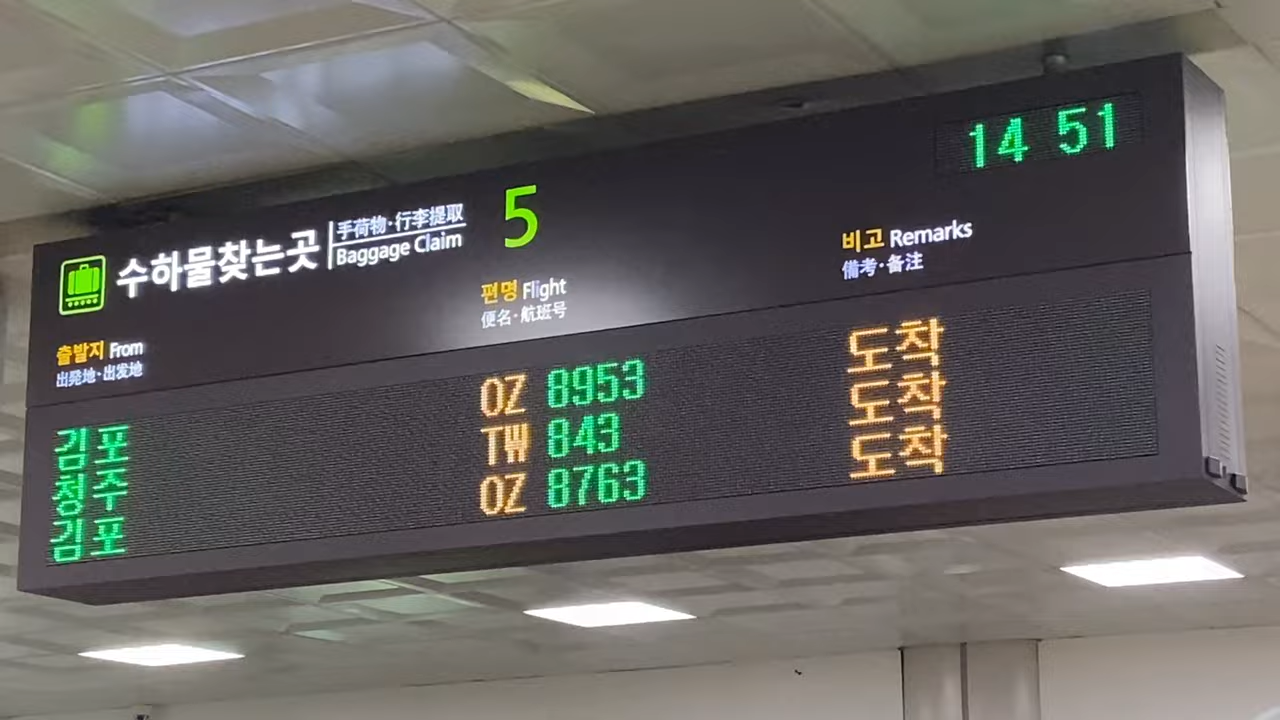 14 51
수하물찾는곳 手荷物·行李提取 5
Baggage Claim
출발지 From 편명 Flight 비고 Remarks
出発地·出发地 便名·航班号 備考·备注
김포 OZ 8953 도착
청주 TW 843 도착
김포 OZ 8763 도착